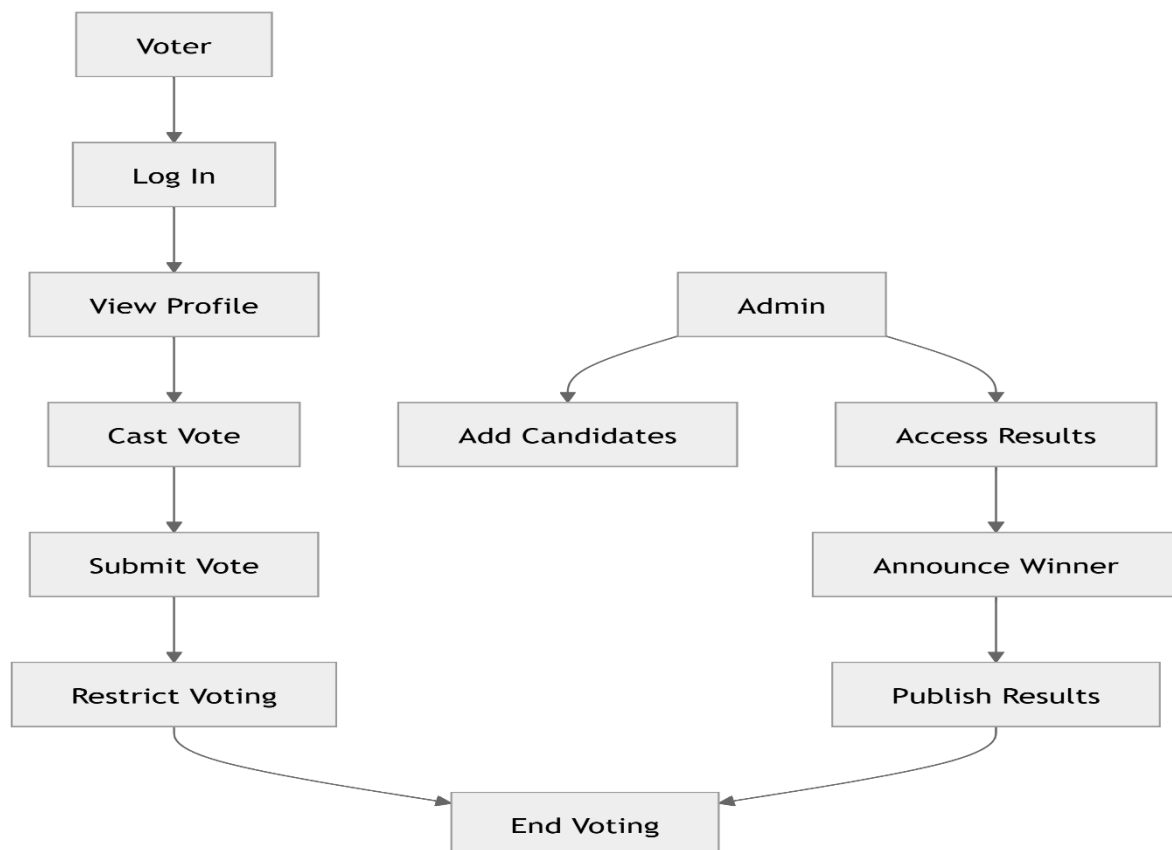 Voter
Log In
View Profile
Admin
Cast Vote
Add Candidates
Access Results
Submit Vote
Announce Winner
Restrict Voting
Publish Results
End Voting